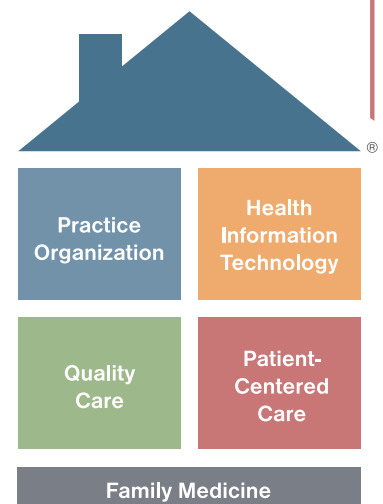 ®
Practice
Organization
Health
Information
Technology
Quality
Care
Patient-
Centered
Care
Family Medicine